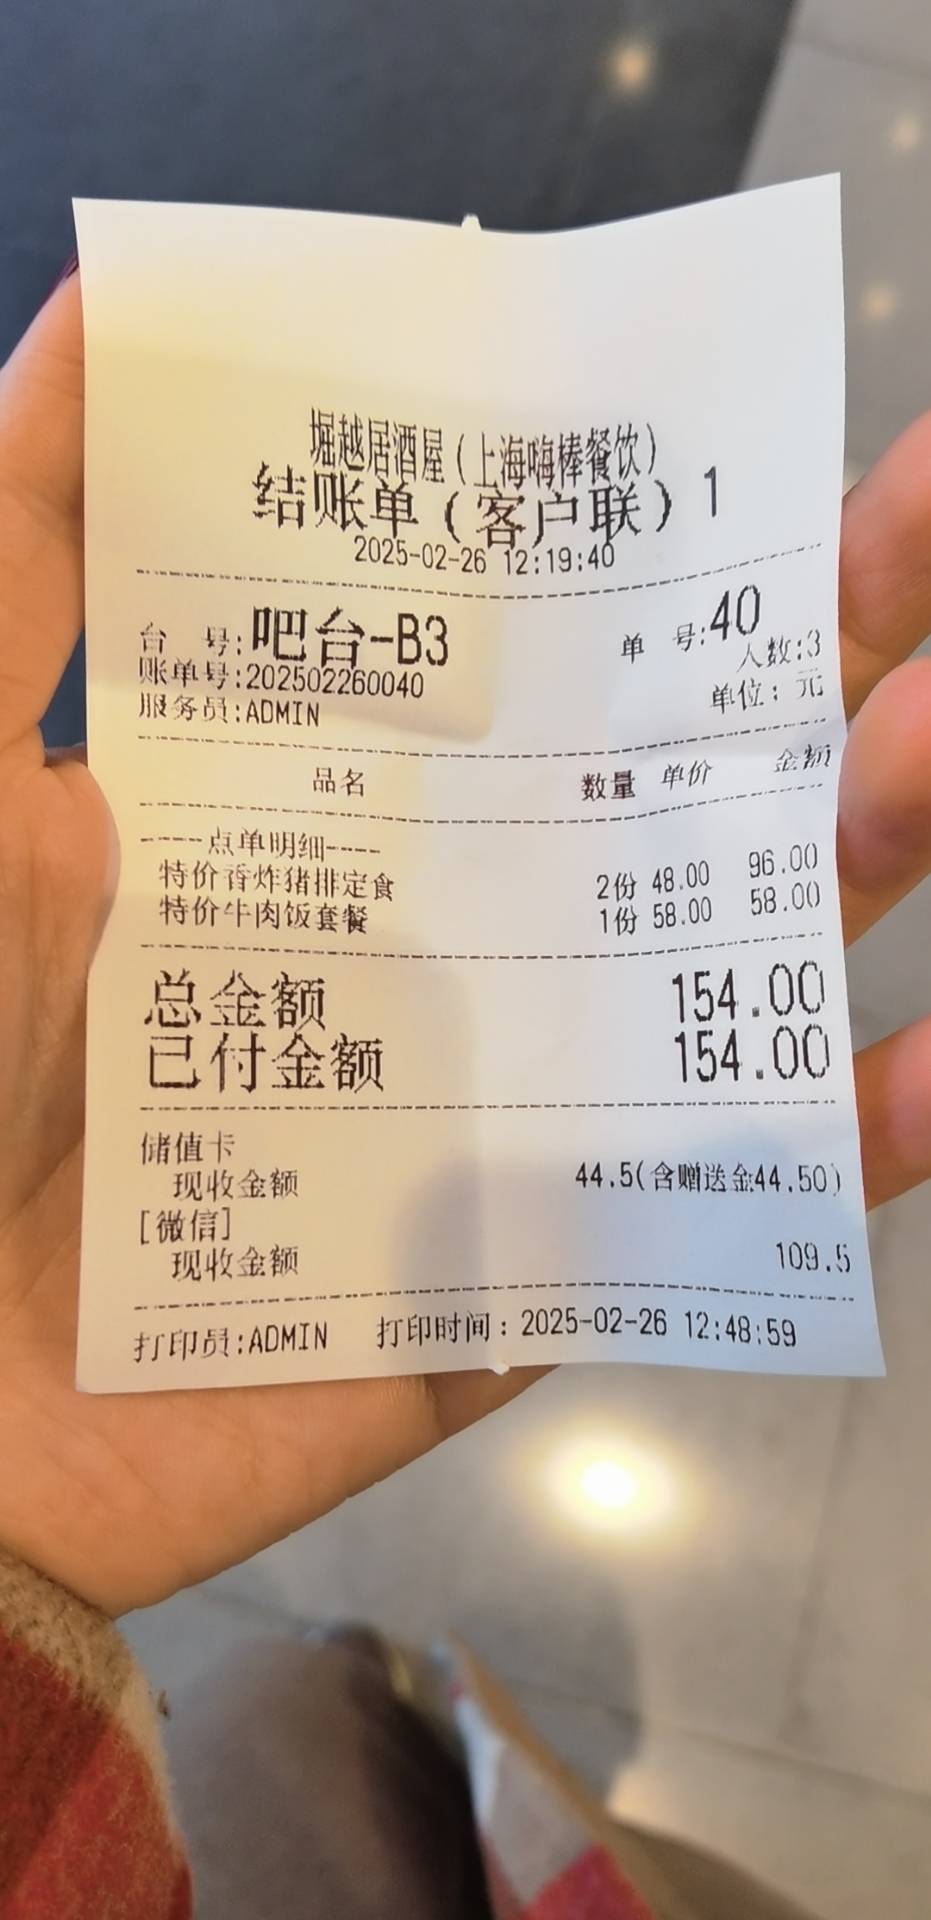 堀越居酒屋(上海嗨棒餐饮)
结账单(客户联)1
2025-02-26 12:19:40
台 号:吧台-B3 单 号:40
账单号:202502260040 人数:3
服务员:ADMIN 单位: 元
品名 数量 单价 金额
-----点单明细----
特价香炸猪排定食 2份 48.00 96.00
特价牛肉饭套餐 1份 58.00 58.00
总金额 154.00
已付金额 154.00
储值卡
现收金额 44.5(含赠送金44.50)
[微信]
现收金额 109.5
打印员:ADMIN 打印时间: 2025-02-26 12:48:59